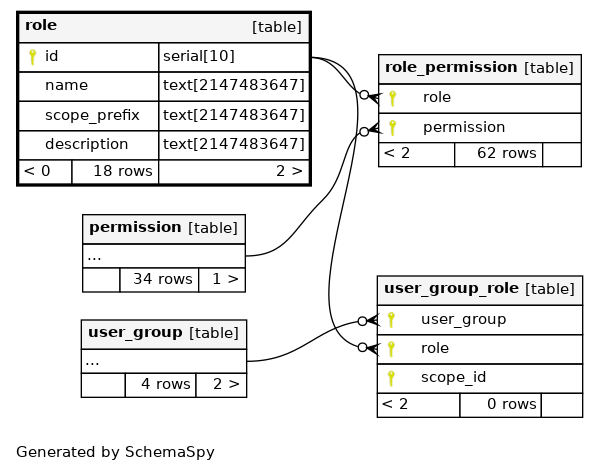 role [table]
id serial[10]
name text[2147483647]
scope_prefix text[2147483647]
description text[2147483647]
< 0 18 rows 2 >
role_permission [table]
role
permission
< 2 62 rows
permission [table]
...
34 rows 1 >
user_group [table]
...
4 rows 2 >
user_group_role [table]
user_group
role
scope_id
< 2 0 rows
Generated by SchemaSpy